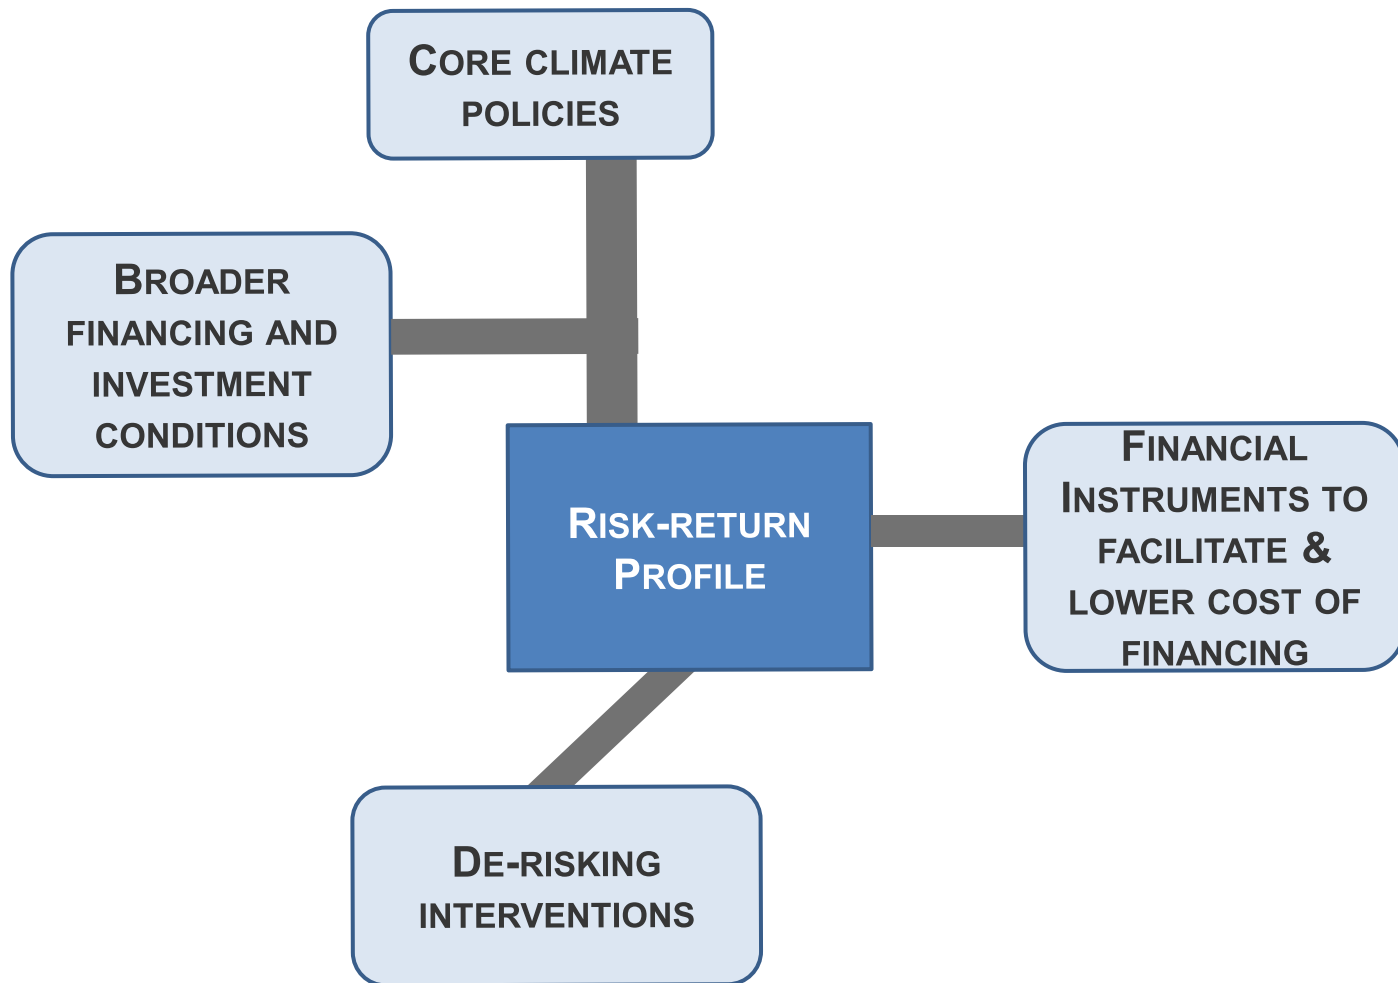 Core climate
policies
Broader
financing and
investment
conditions
Risk-return
Profile
Financial
Instruments to
facilitate &
lower cost of
financing
De-risking
interventions